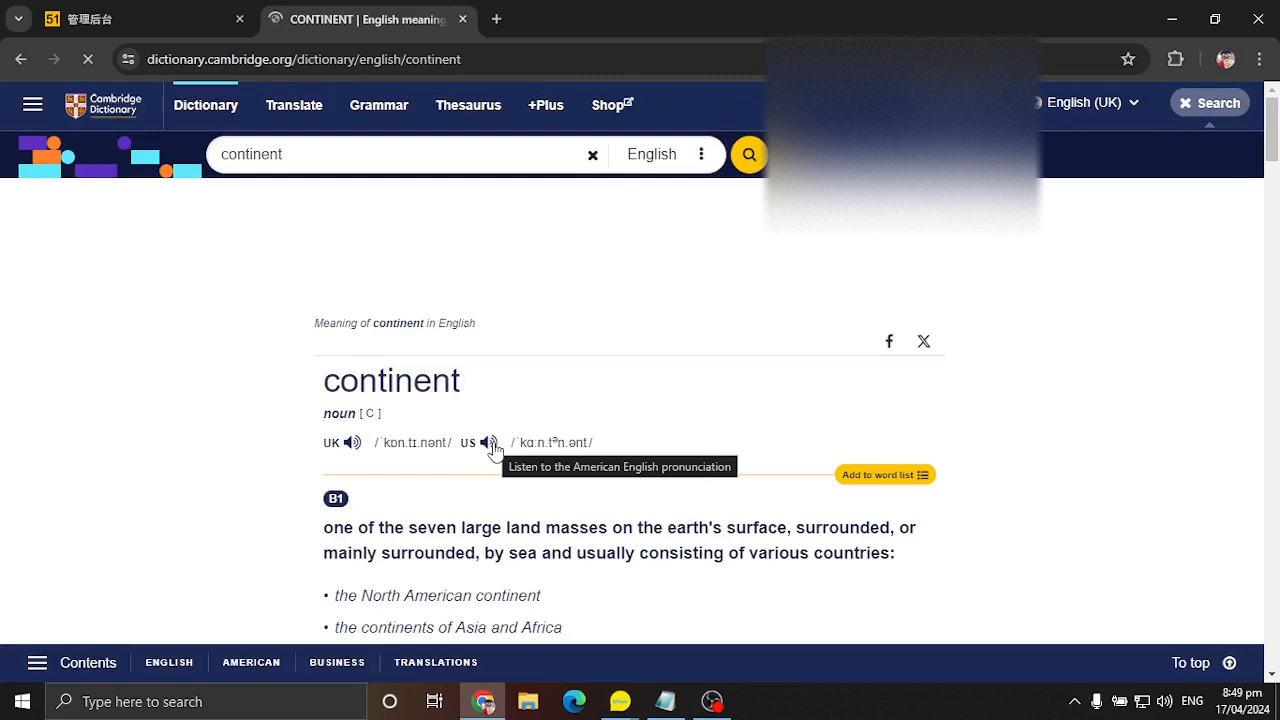 51 管理后台
CONTINENT | English meaning
dictionary.cambridge.org/dictionary/english/continent
Cambridge Dictionary
Dictionary Translate Grammar Thesaurus +Plus Shop English (UK) Search
continent English
Meaning of continent in English
continent
noun [ C ]
UK /ˈkɒn.tɪ.nənt/ US /ˈkɑːn.tᵊn.ənt/
Listen to the American English pronunciation
Add to word list
B1
one of the seven large land masses on the earth's surface, surrounded, or
mainly surrounded, by sea and usually consisting of various countries:
• the North American continent
• the continents of Asia and Africa
Contents ENGLISH AMERICAN BUSINESS TRANSLATIONS To top
Type here to search
ENG
8:49 pm
17/04/2024